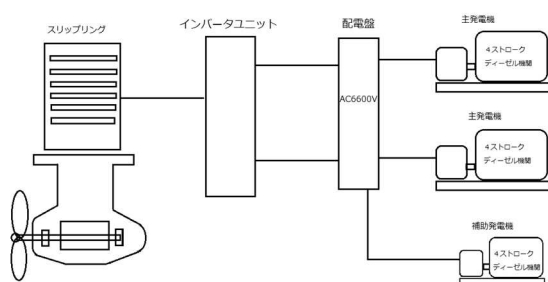 スリップリング
インバータユニット
配電盤
AC6600V
主発電機
4ストローク
ディーゼル機関
主発電機
4ストローク
ディーゼル機関
補助発電機
4ストローク
ディーゼル機関